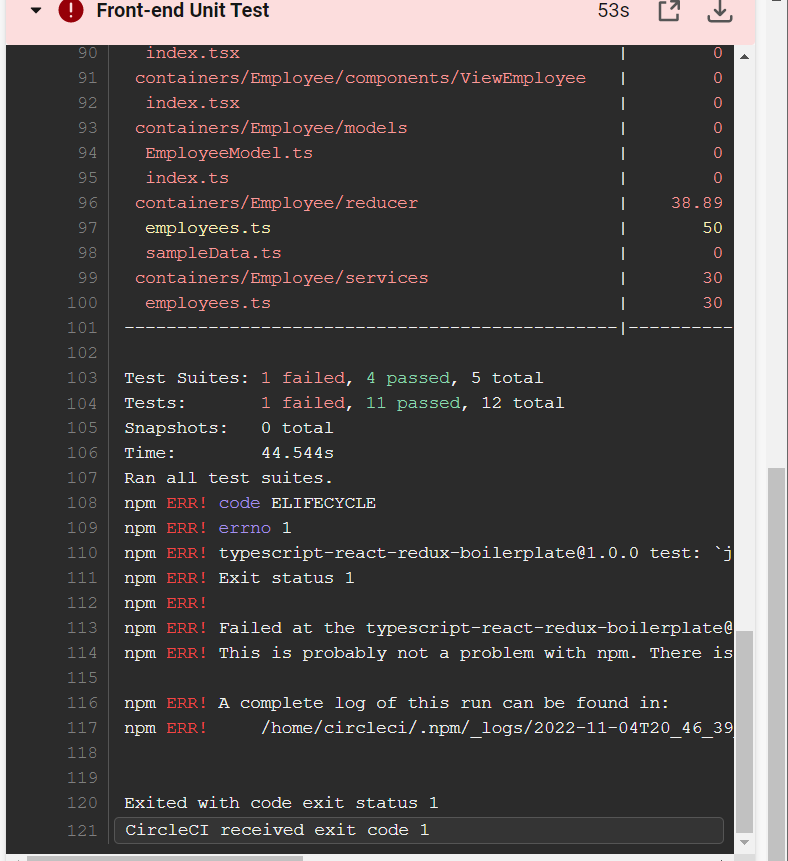 Front-end Unit Test 53s
90 index.tsx | 0
91 containers/Employee/components/ViewEmployee | 0
92 index.tsx | 0
93 containers/Employee/models | 0
94 EmployeeModel.ts | 0
95 index.ts | 0
96 containers/Employee/reducer | 38.89
97 employees.ts | 50
98 sampleData.ts | 0
99 containers/Employee/services | 30
100 employees.ts | 30
101 -----------------------------------------------|----------
102
103 Test Suites: 1 failed, 4 passed, 5 total
104 Tests: 1 failed, 11 passed, 12 total
105 Snapshots: 0 total
106 Time: 44.544s
107 Ran all test suites.
108 npm ERR! code ELIFECYCLE
109 npm ERR! errno 1
110 npm ERR! typescript-react-redux-boilerplate@1.0.0 test: `j
111 npm ERR! Exit status 1
112 npm ERR!
113 npm ERR! Failed at the typescript-react-redux-boilerplate@
114 npm ERR! This is probably not a problem with npm. There is
115
116 npm ERR! A complete log of this run can be found in:
117 npm ERR! /home/circleci/.npm/_logs/2022-11-04T20_46_39_
118
119
120 Exited with code exit status 1
121 CircleCI received exit code 1